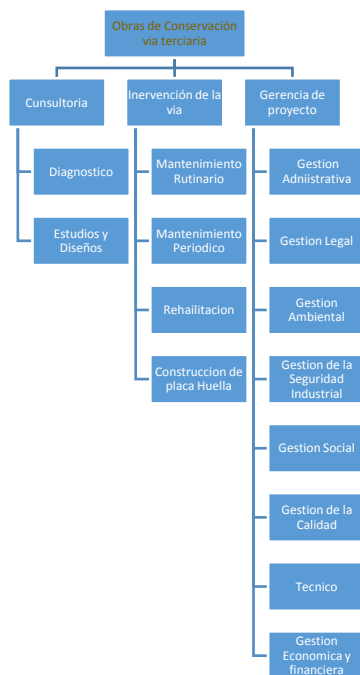 Obras de Conservación
via terciaria
Cunsultoria
Diagnostico
Estudios y
Diseños
Inervención de la
via
Mantenimiento
Rutinario
Mantenimiento
Periodico
Rehailitacion
Construccion de
placa Huella
Gerencia de
proyecto
Gestion
Adniistrativa
Gestion Legal
Gestion
Ambiental
Gestion de la
Seguridad
Industrial
Gestion Social
Gestion de la
Calidad
Tecnico
Gestion
Economica y
financiera